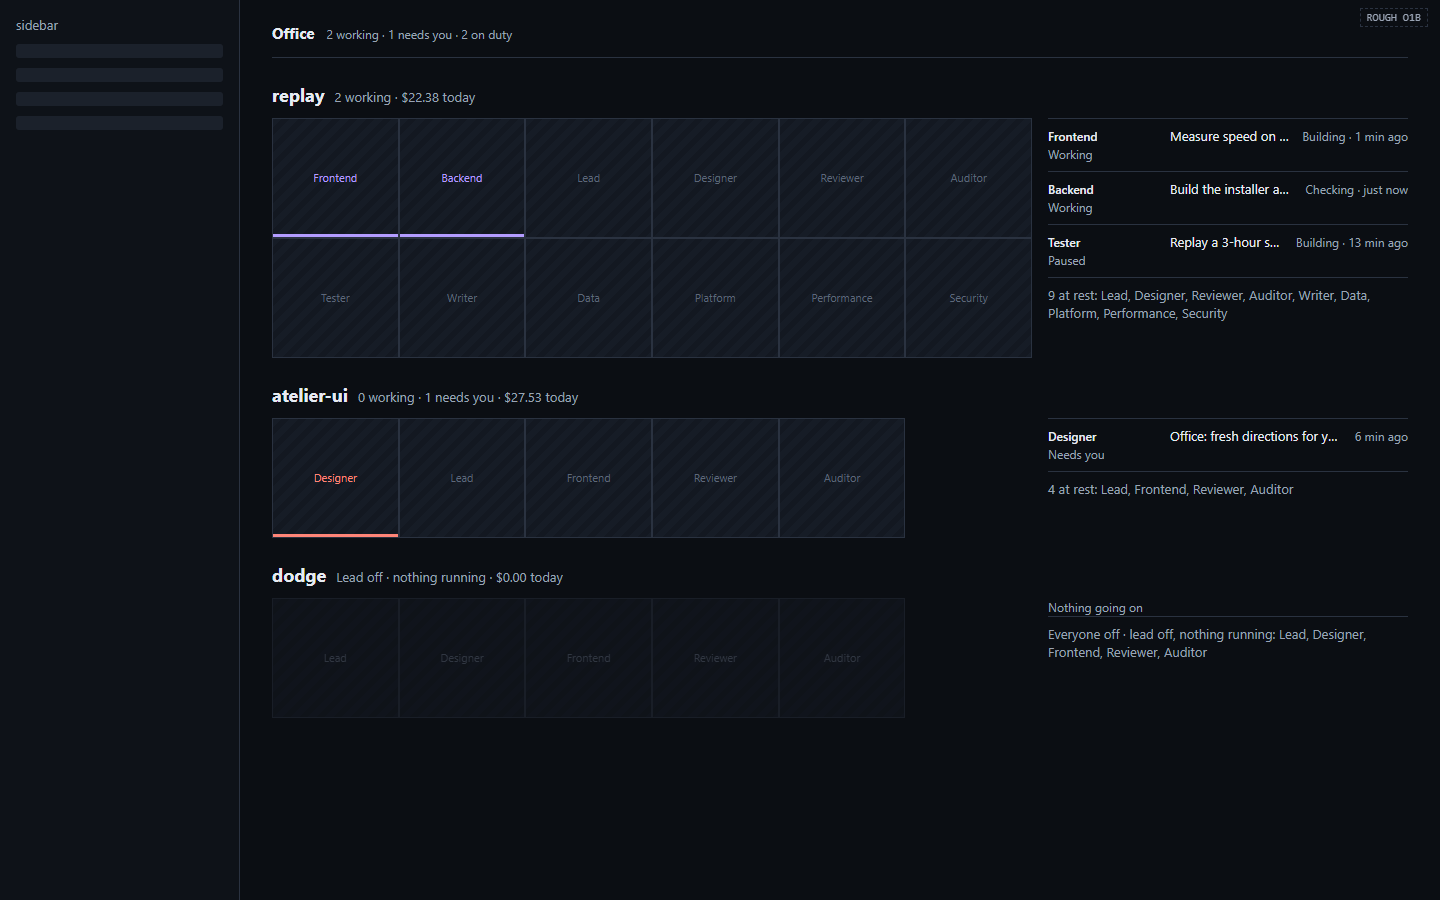 sidebar
ROUGH O1B
Office 2 working · 1 needs you · 2 on duty
replay 2 working · $22.38 today
Frontend Backend Lead Designer Reviewer Auditor
Tester Writer Data Platform Performance Security
Frontend Measure speed on ... Building · 1 min ago
Working
Backend Build the installer a... Checking · just now
Working
Tester Replay a 3-hour s... Building · 13 min ago
Paused
9 at rest: Lead, Designer, Reviewer, Auditor, Writer, Data,
Platform, Performance, Security
atelier-ui 0 working · 1 needs you · $27.53 today
Designer Lead Frontend Reviewer Auditor
Designer Office: fresh directions for y... 6 min ago
Needs you
4 at rest: Lead, Frontend, Reviewer, Auditor
dodge Lead off · nothing running · $0.00 today
Lead Designer Frontend Reviewer Auditor
Nothing going on
Everyone off · lead off, nothing running: Lead, Designer,
Frontend, Reviewer, Auditor